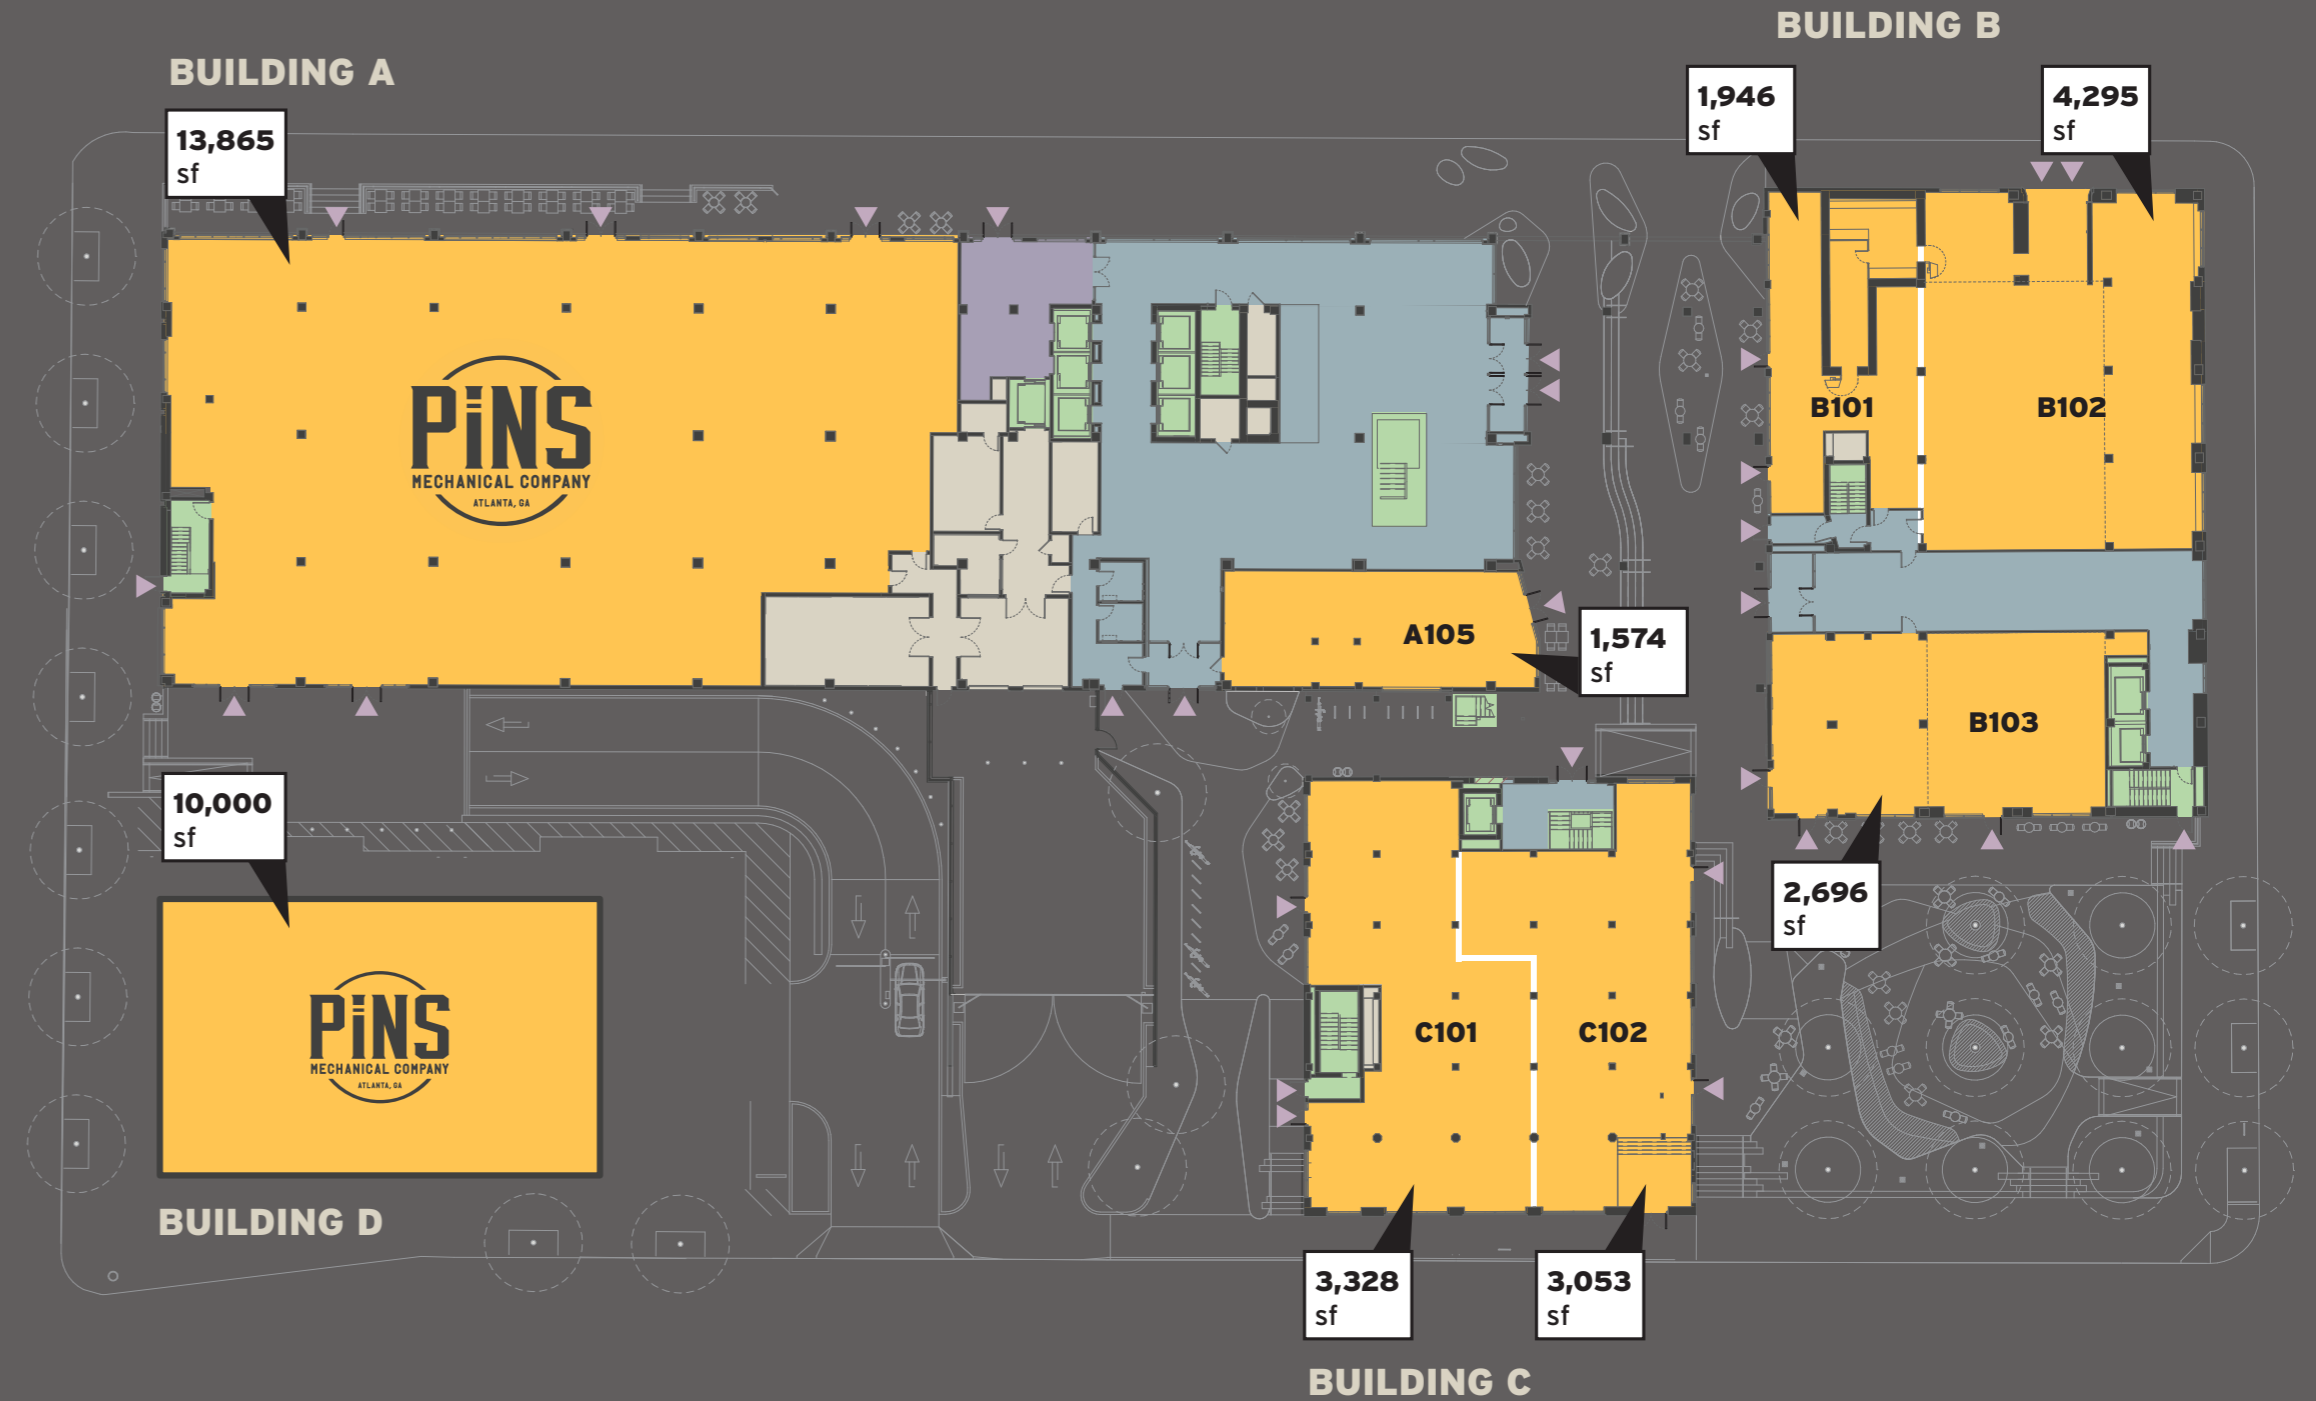 BUILDING B
BUILDING A
1,946
sf
4,295
sf
13,865
sf
PiNS
MECHANICAL COMPANY
ATLANTA, GA
B101
B102
A105
1,574
sf
B103
10,000
sf
2,696
sf
PiNS
MECHANICAL COMPANY
ATLANTA, GA
C101
C102
BUILDING D
3,328
sf
3,053
sf
BUILDING C